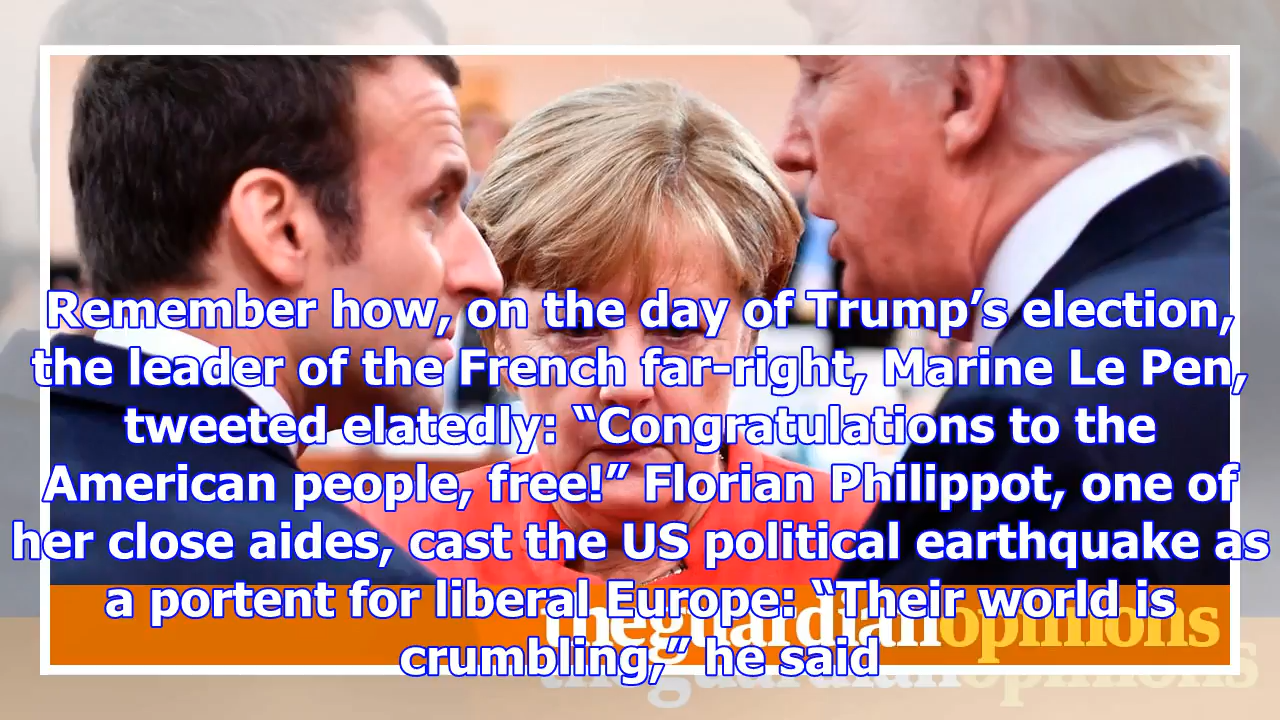 Remember how, on the day of Trump’s election,
the leader of the French far-right, Marine Le Pen,
tweeted elatedly: “Congratulations to the
American people, free!” Florian Philippot, one of
her close aides, cast the US political earthquake as
a portent for liberal Europe: “Their world is
crumbling,” he said
theguardianopinions
theguardianopinions